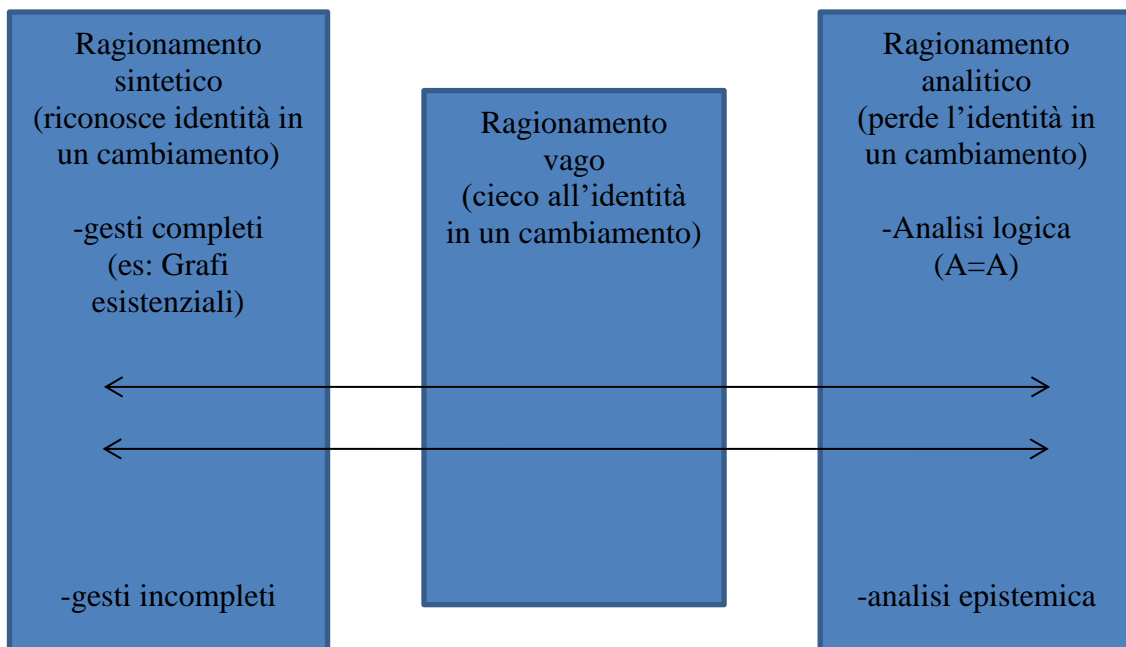 Ragionamento
sintetico
(riconosce identità in
un cambiamento)
-gesti completi
(es: Grafi
esistenziali)
-gesti incompleti
Ragionamento
vago
(cieco all’identità
in un cambiamento)
Ragionamento
analitico
(perde l’identità in
un cambiamento)
-Analisi logica
(A=A)
-analisi epistemica